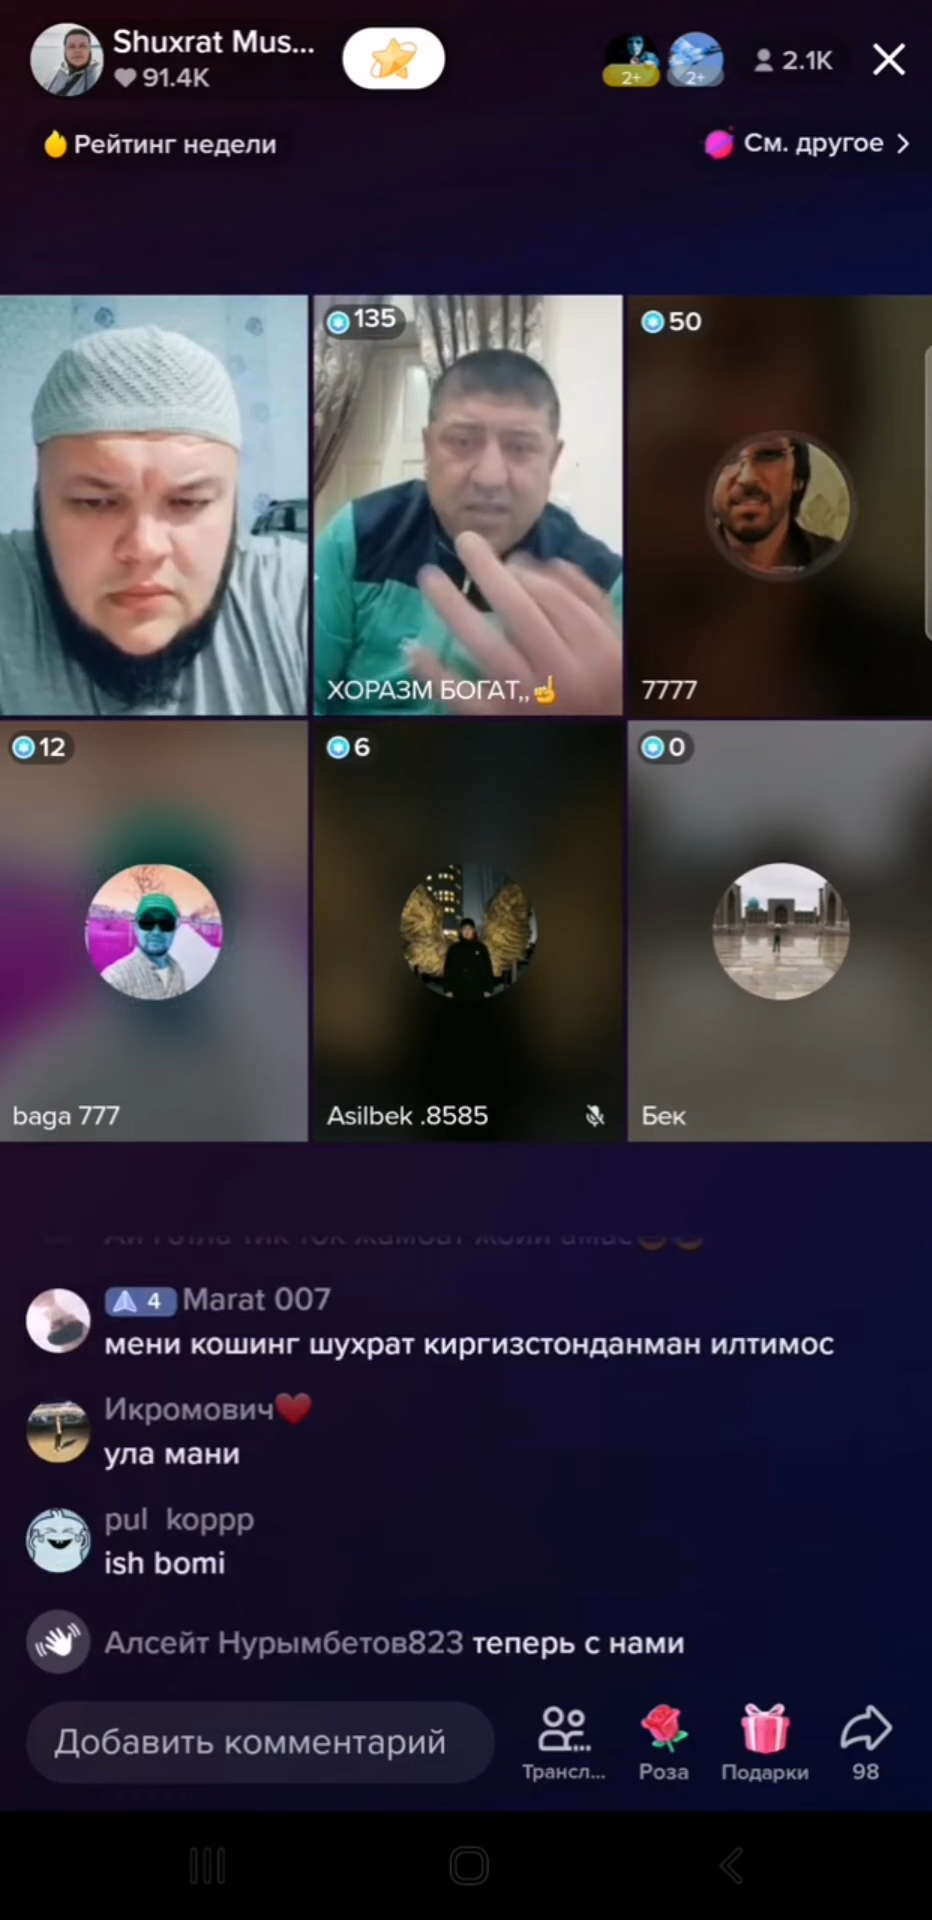 Shuxrat Mus...
91.4K
2+
2+
2.1K
Рейтинг недели
См. другое
135
50
ХОРАЗМ БОГАТ,,☝️
7777
12
6
0
baga 777
Asilbek .8585
Бек
4 Marat 007
мени кошинг шухрат киргизстонданман илтимос
Икромович❤️
ула мани
pul koppp
ish bomi
Алсейт Нурымбетов823 теперь с нами
Добавить комментарий
Трансл...
Роза
Подарки
98